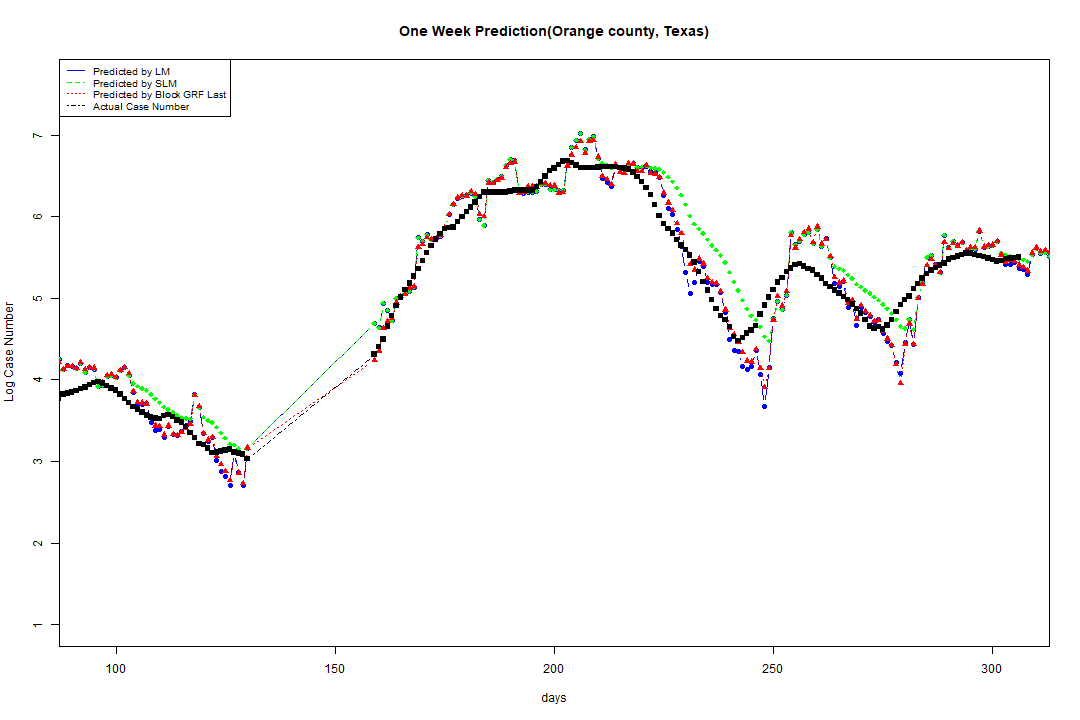 One Week Prediction(Orange county, Texas)
Predicted by LM
Predicted by SLM
Predicted by Block GRF Last
Actual Case Number
7
6
5
4
3
2
1
Log Case Number
100 150 200 250 300
days